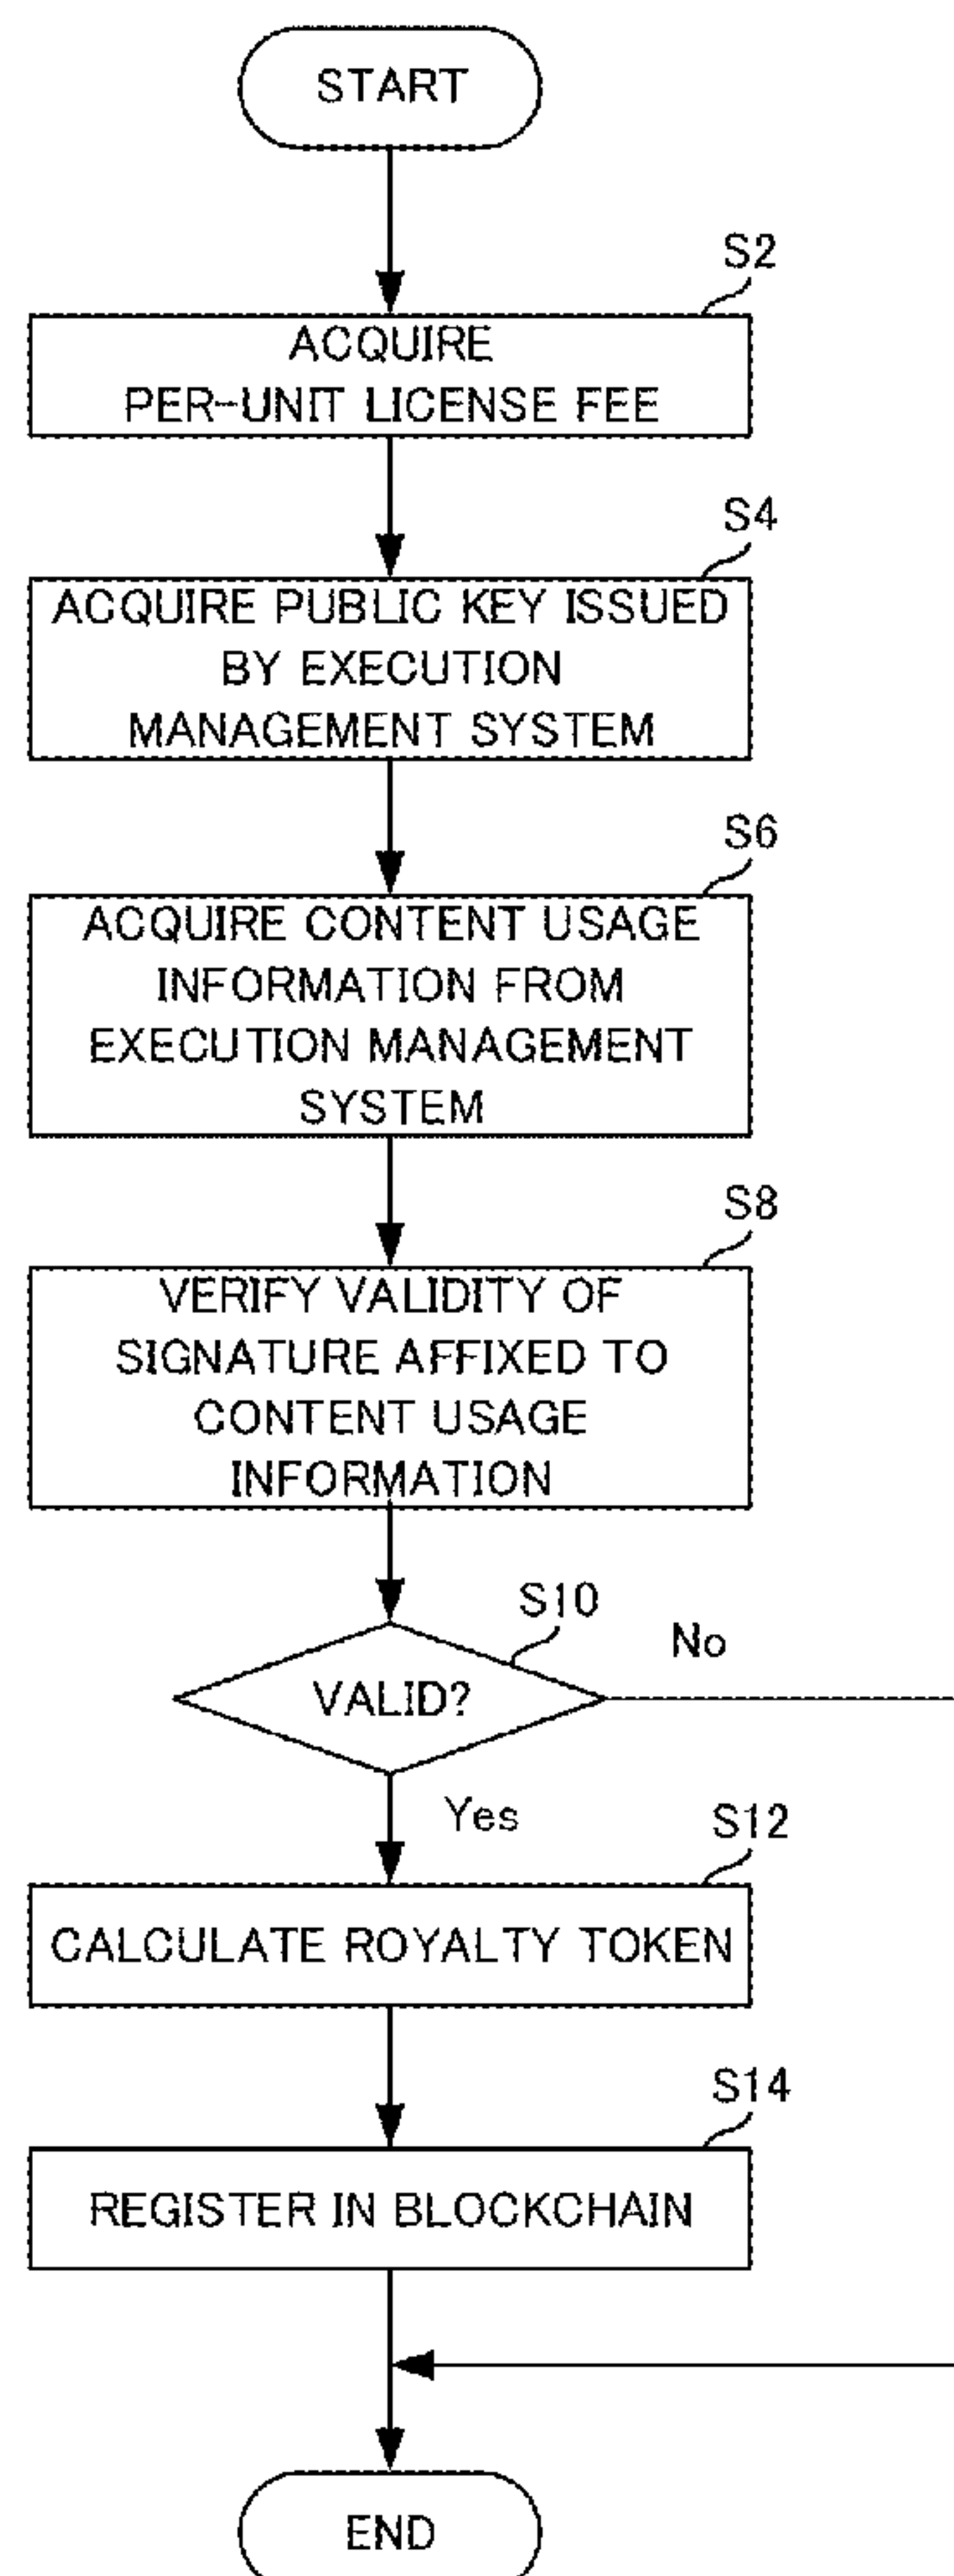 START
S2
ACQUIRE
PER-UNIT LICENSE FEE
S4
ACQUIRE PUBLIC KEY ISSUED
BY EXECUTION
MANAGEMENT SYSTEM
S6
ACQUIRE CONTENT USAGE
INFORMATION FROM
EXECUTION MANAGEMENT
SYSTEM
S8
VERIFY VALIDITY OF
SIGNATURE AFFIXED TO
CONTENT USAGE
INFORMATION
S10
No
VALID?
Yes
S12
CALCULATE ROYALTY TOKEN
S14
REGISTER IN BLOCKCHAIN
END